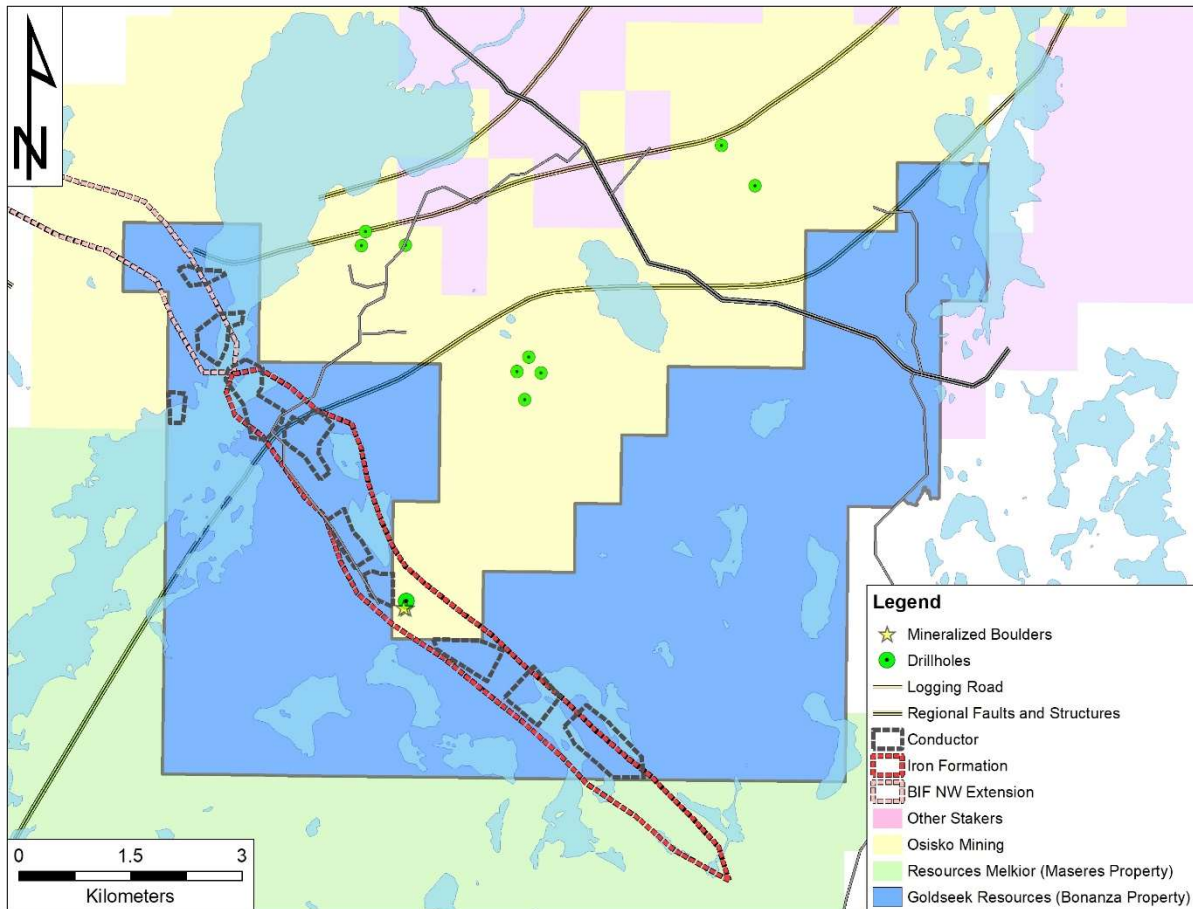 N
Legend
Mineralized Boulders
Drillholes
Logging Road
Regional Faults and Structures
Conductor
Iron Formation
BIF NW Extension
Other Stakers
Osisko Mining
Resources Melkior (Maseres Property)
Goldseek Resources (Bonanza Property)
0 1.5 3
Kilometers